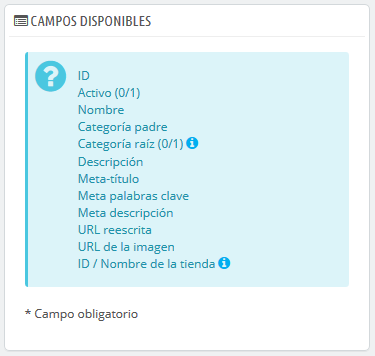 CAMPOS DISPONIBLES
ID
Activo (0/1)
Nombre
Categoría padre
Categoría raíz (0/1)
Descripción
Meta-título
Meta palabras clave
Meta descripción
URL reescrita
URL de la imagen
ID / Nombre de la tienda
* Campo obligatorio